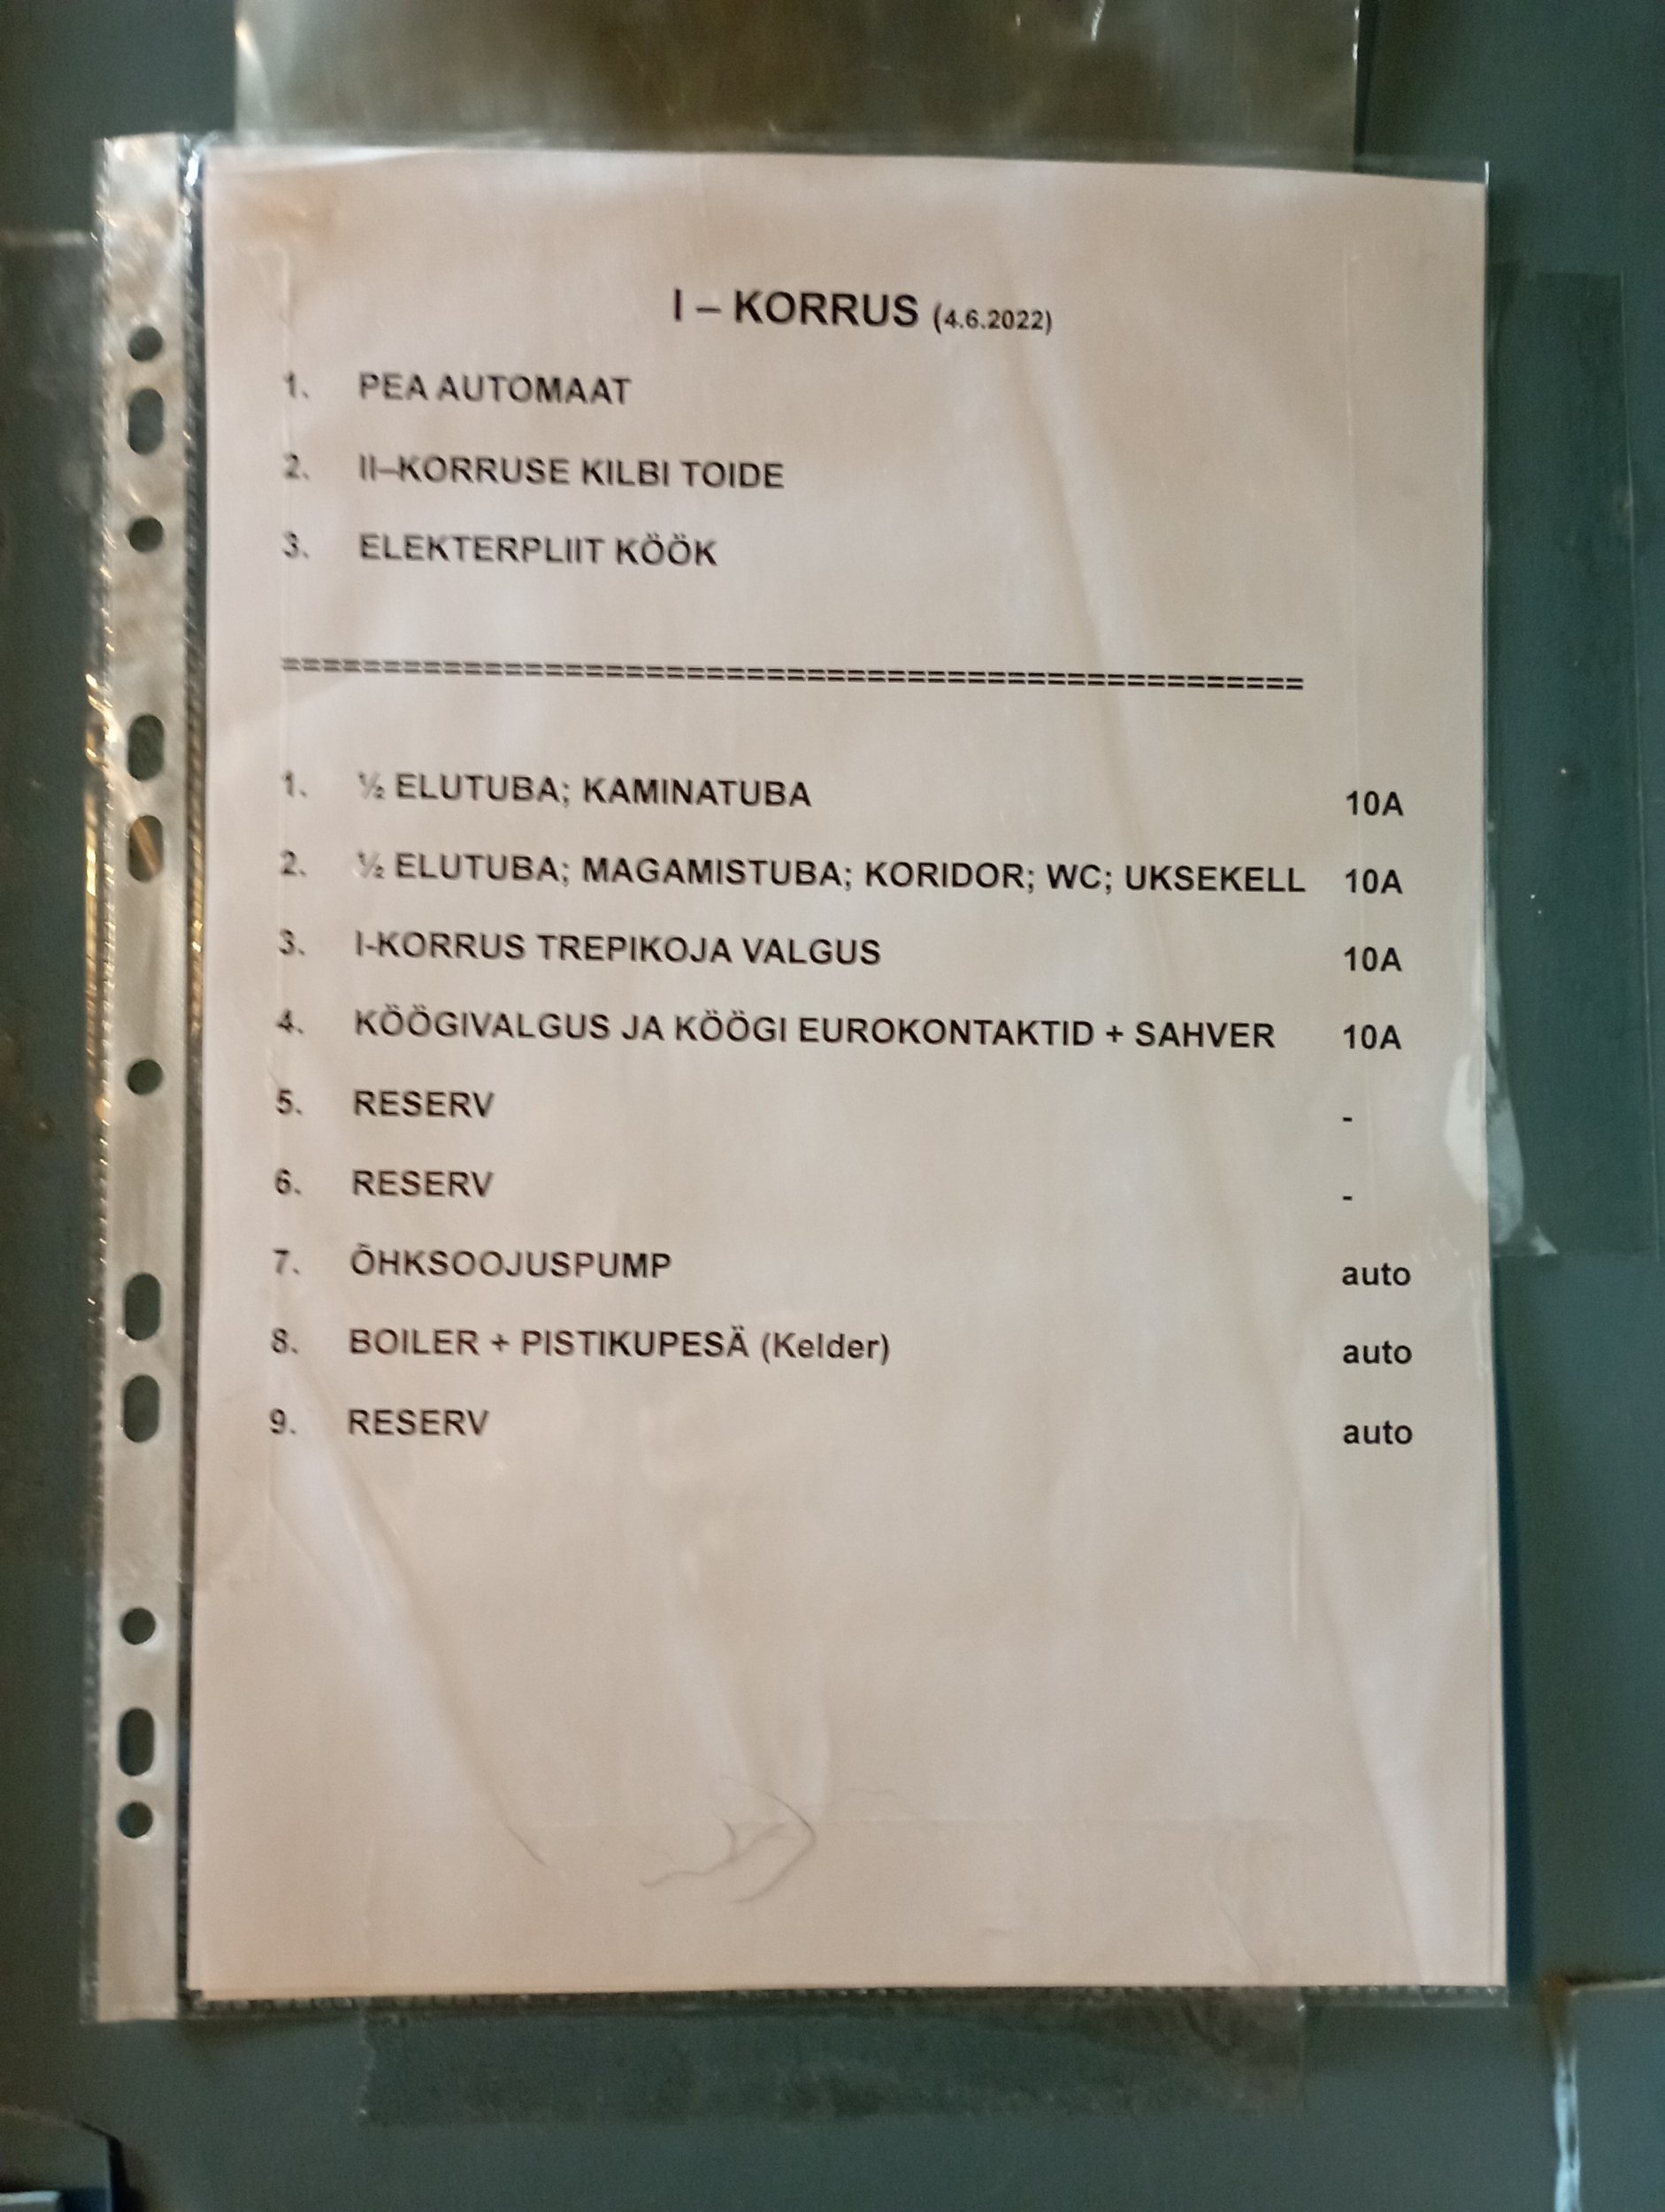 I – KORRUS (4.6.2022)
1. PEA AUTOMAAT
2. II–KORRUSE KILBI TOIDE
3. ELEKTERPLIIT KÖÖK
==================================================
1. ½ ELUTUBA; KAMINATUBA 10A
2. ½ ELUTUBA; MAGAMISTUBA; KORIDOR; WC; UKSEKELL 10A
3. I-KORRUS TREPIKOJA VALGUS 10A
4. KÖÖGIVALGUS JA KÖÖGI EUROKONTAKTID + SAHVER 10A
5. RESERV -
6. RESERV -
7. ÕHKSOOJUSPUMP auto
8. BOILER + PISTIKUPESÄ (Kelder) auto
9. RESERV auto